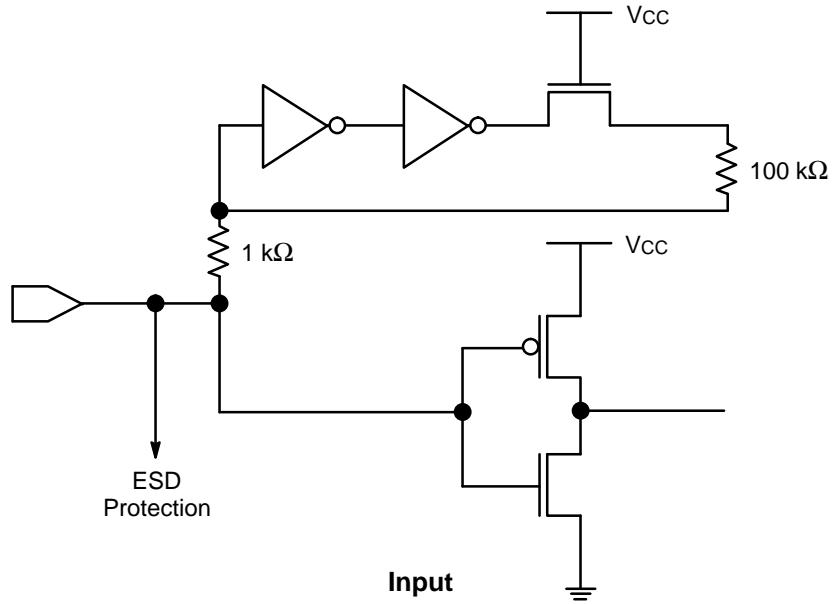 VCC
100 kΩ
1 kΩ
VCC
ESD
Protection
Input